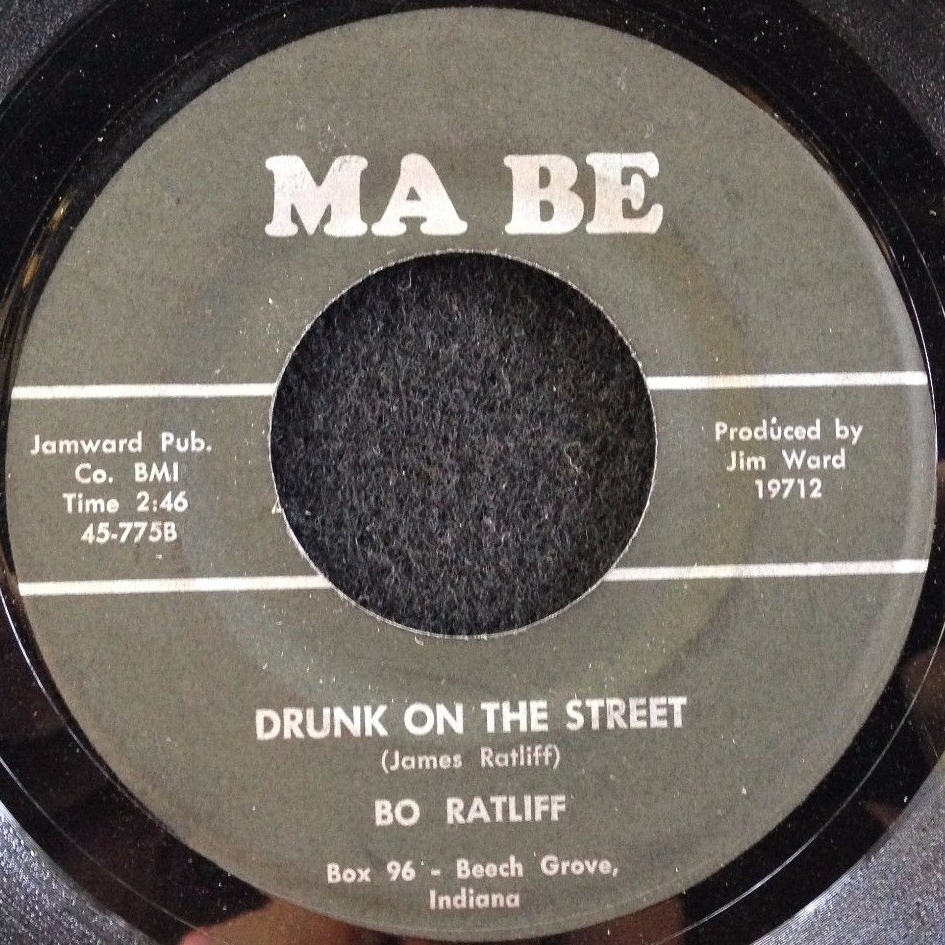 MA BE
Jamward Pub.
Co. BMI
Time 2:46
45-775B
Produced by
Jim Ward
19712
DRUNK ON THE STREET
(James Ratliff)
BO RATLIFF
Box 96 - Beech Grove,
Indiana